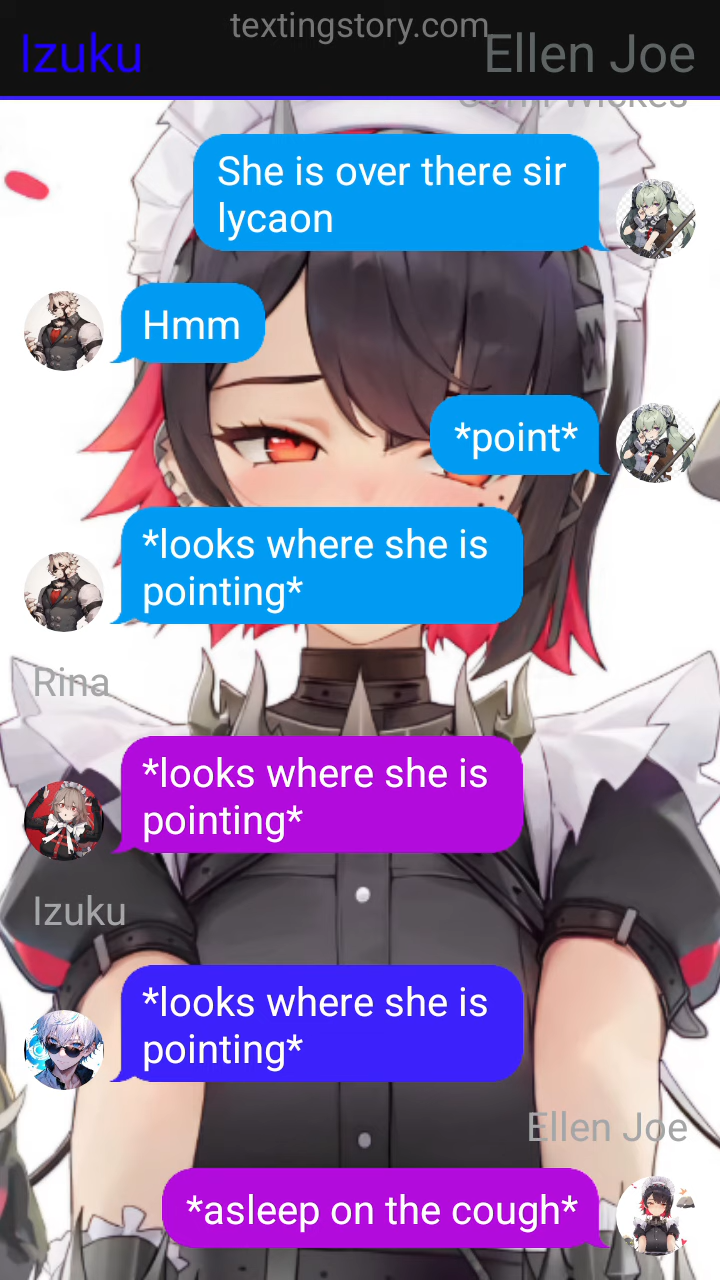 textingstory.com
Izuku
Ellen Joe
She is over there sir
lycaon
Hmm
*point*
*looks where she is
pointing*
Rina
*looks where she is
pointing*
Izuku
*looks where she is
pointing*
Ellen Joe
*asleep on the cough*